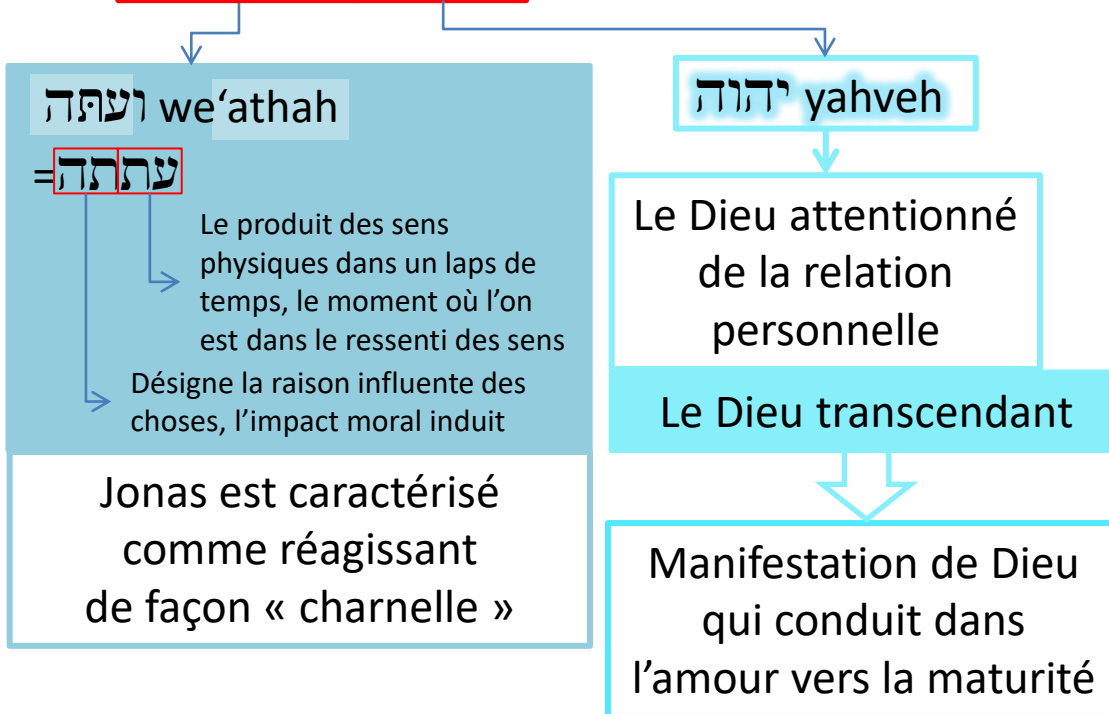 ועתּה we‘athah
=עתתה
Le produit des sens
physiques dans un laps de
temps, le moment où l’on
est dans le ressenti des sens
Désigne la raison influente des
choses, l’impact moral induit
Jonas est caractérisé
comme réagissant
de façon « charnelle »
יהוה yahveh
Le Dieu attentionné
de la relation
personnelle
Le Dieu transcendant
Manifestation de Dieu
qui conduit dans
l’amour vers la maturité